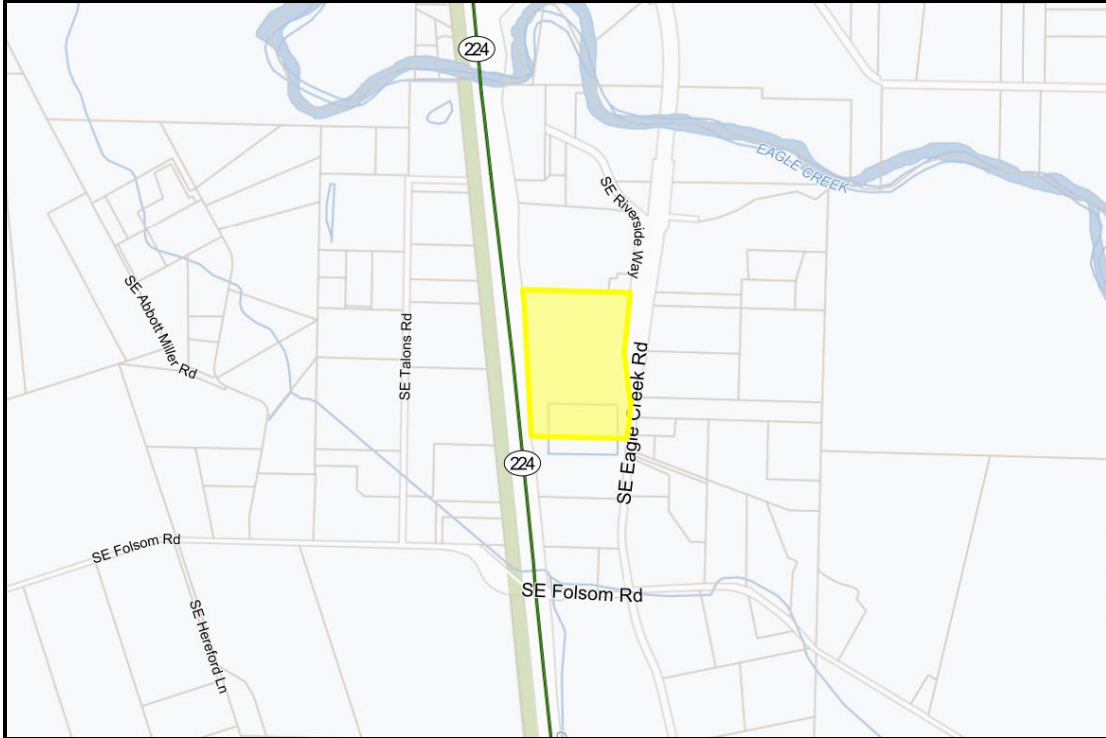 224
EAGLE CREEK
SE Riverside Way
SE Abbott Miller Rd
SE Talons Rd
SE Eagle Creek Rd
224
SE Folsom Rd
SE Folsom Rd
SE Hereford Ln